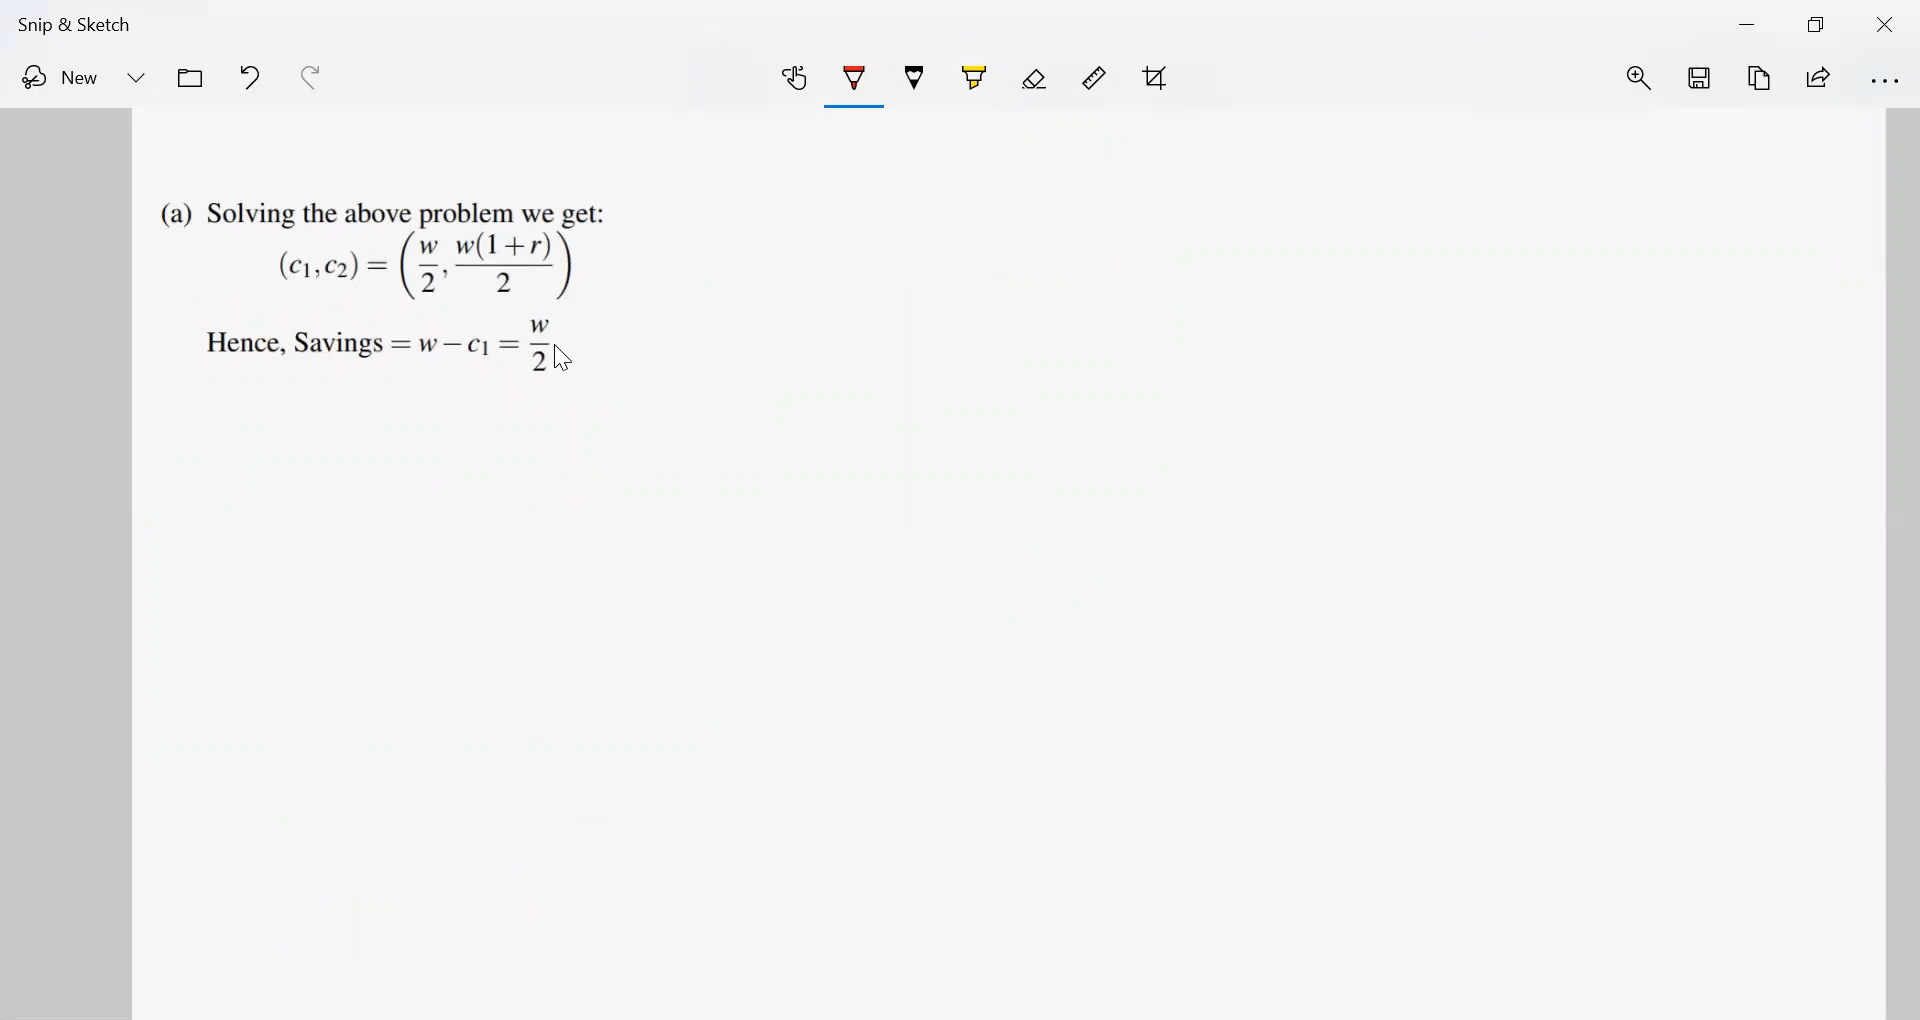 Snip & Sketch
New
(a) Solving the above problem we get:
(c₁, c₂) = (w/2, w(1+r)/2)
Hence, Savings = w − c₁ = w/2